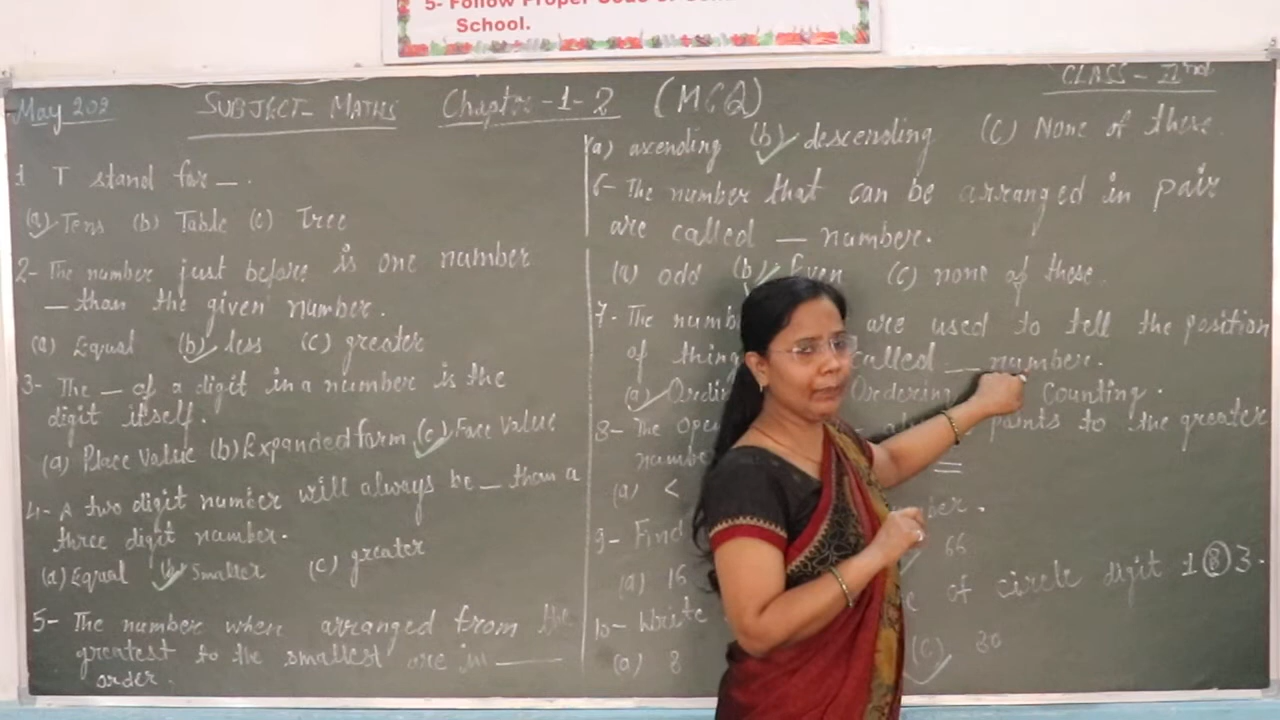 5- Follow Proper Code of
School.
CLASS - IInd
May 202
SUBJECT- MATHS Chapter -1-2 (MCQ)
1 T stand for _.
(a) Tens (b) Table (c) Tree
2- The number just before is one number
_ than the given number.
(a) Equal (b) less (c) greater
3- The _ of a digit in a number is the
digit itself.
(a) Place Value (b) Expanded form (c) Face Value
4- A two digit number will always be _ than a
three digit number.
(a) Equal (b) Smaller (c) greater
5- The number when arranged from the
greatest to the smallest are in ____
order.
(a) ascending (b) descending (c) None of these.
6- The number that can be arranged in pair
are called _ number.
(a) odd (b) Even (c) none of these.
7- The numb are used to tell the position
of thing called _ number.
(a) Ordi Ordering Counting.
8- The Ope points to the greater
numbe
(a) < =
9- Find ber.
(a) 16 66
10- Write of circle digit 1 8 3.
(a) 8 (c) 80